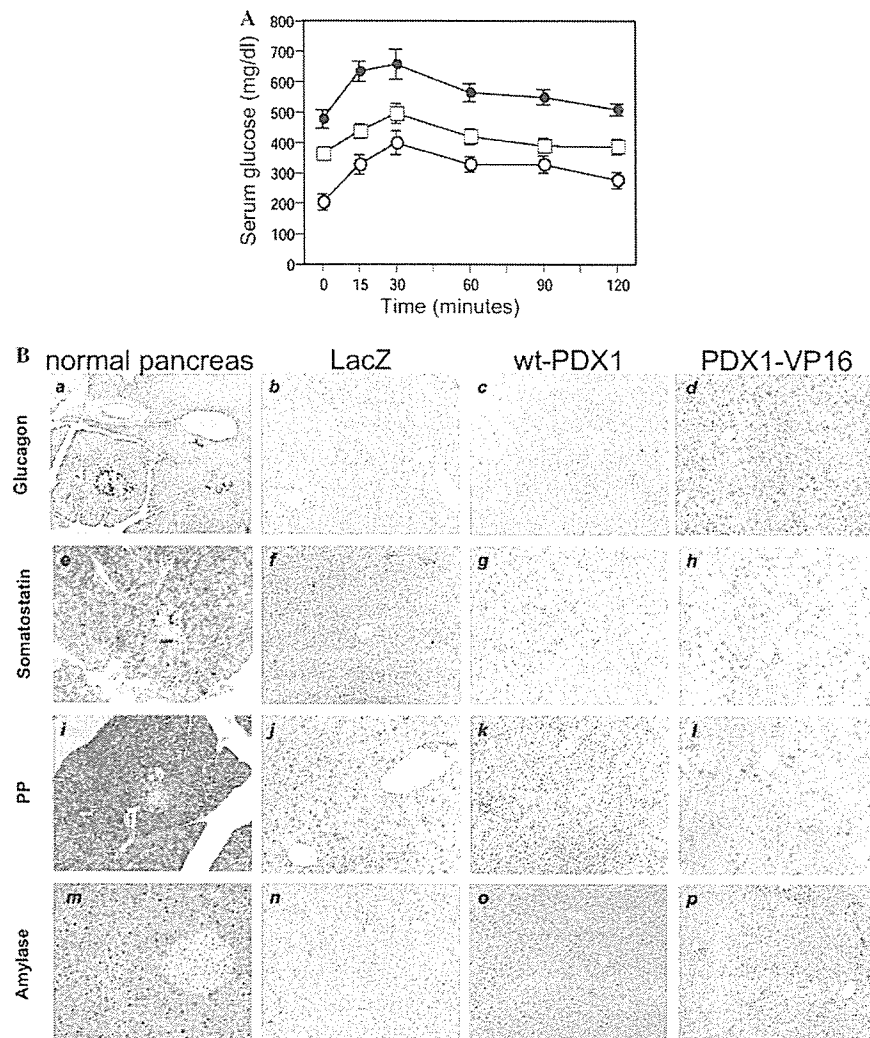 A
Serum glucose (mg/dl)
800
700
600
500
400
300
200
100
0
0 15 30 60 90 120
Time (minutes)
B
normal pancreas LacZ wt-PDX1 PDX1-VP16
Glucagon
a b c d
Somatostatin
e f g h
PP
i j k l
Amylase
m n o p